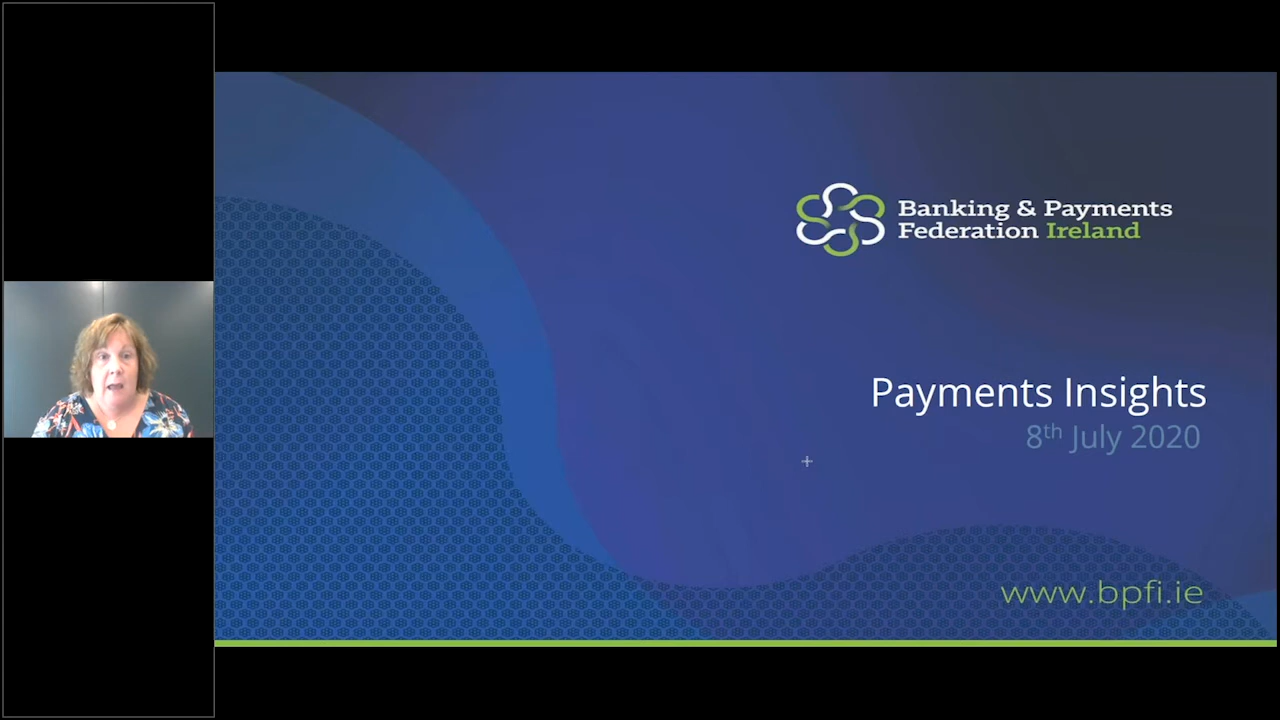 Banking & Payments
Federation Ireland
Payments Insights
8th July 2020
www.bpfi.ie